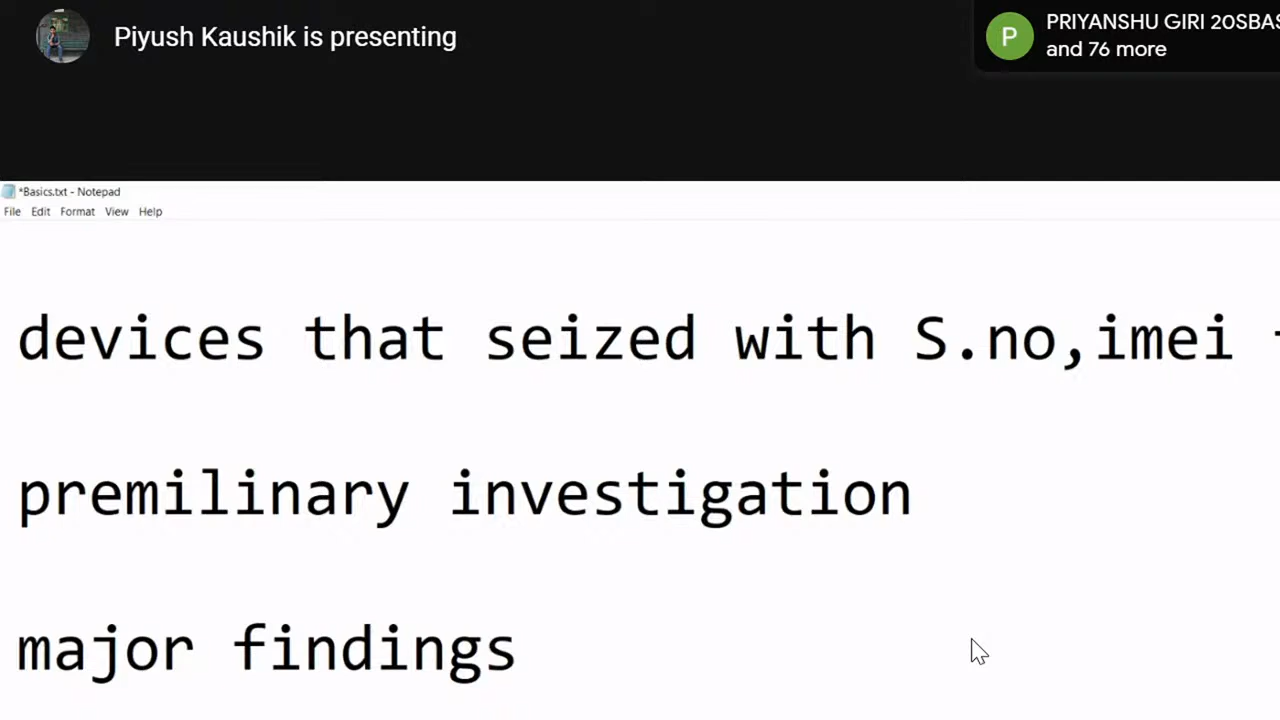 Piyush Kaushik is presenting
P
PRIYANSHU GIRI 20SBAS
and 76 more
*Basics.txt - Notepad
File Edit Format View Help
devices that seized with S.no,imei
premilinary investigation
major findings